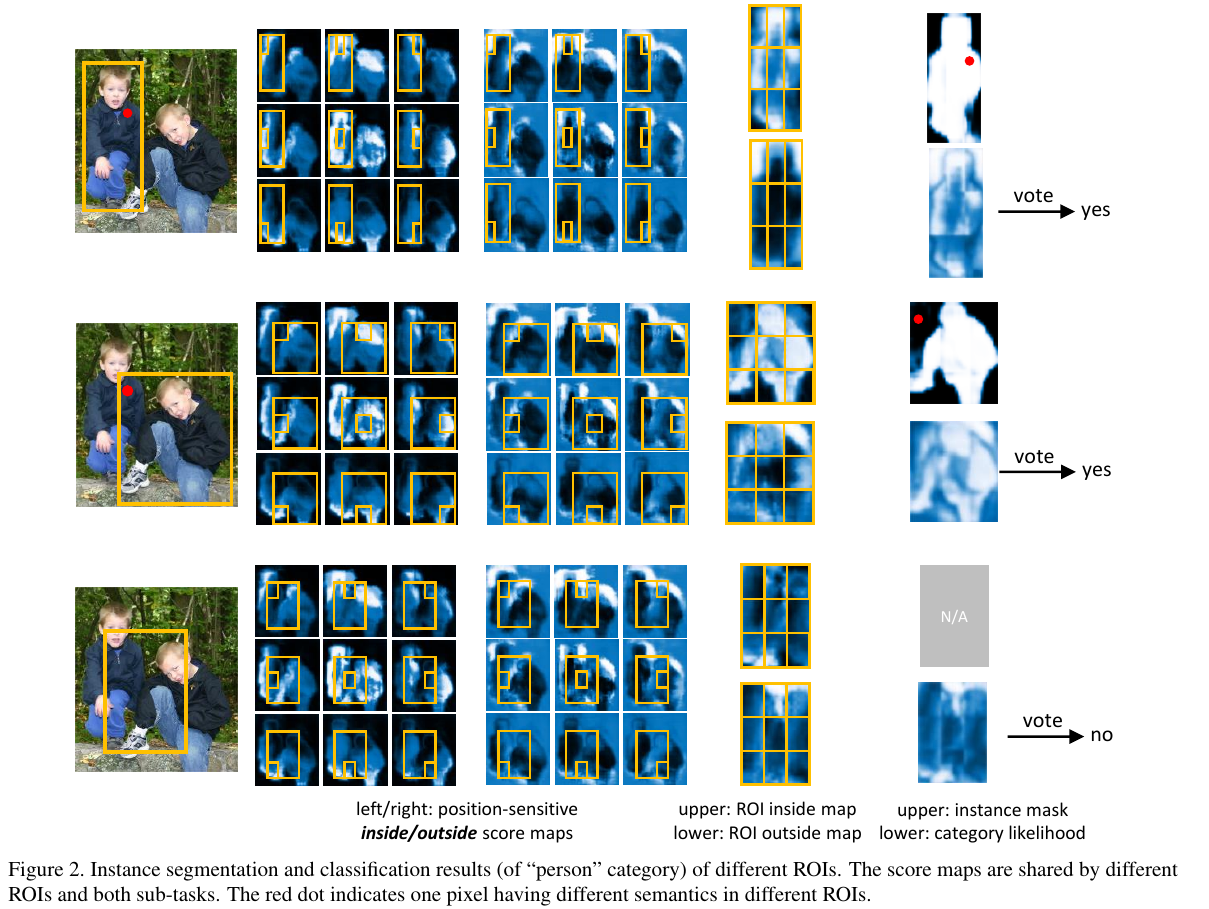 vote
yes
vote
yes
N/A
vote
no
left/right: position-sensitive
inside/outside score maps
upper: ROI inside map
lower: ROI outside map
upper: instance mask
lower: category likelihood
Figure 2. Instance segmentation and classification results (of “person” category) of different ROIs. The score maps are shared by different
ROIs and both sub-tasks. The red dot indicates one pixel having different semantics in different ROIs.